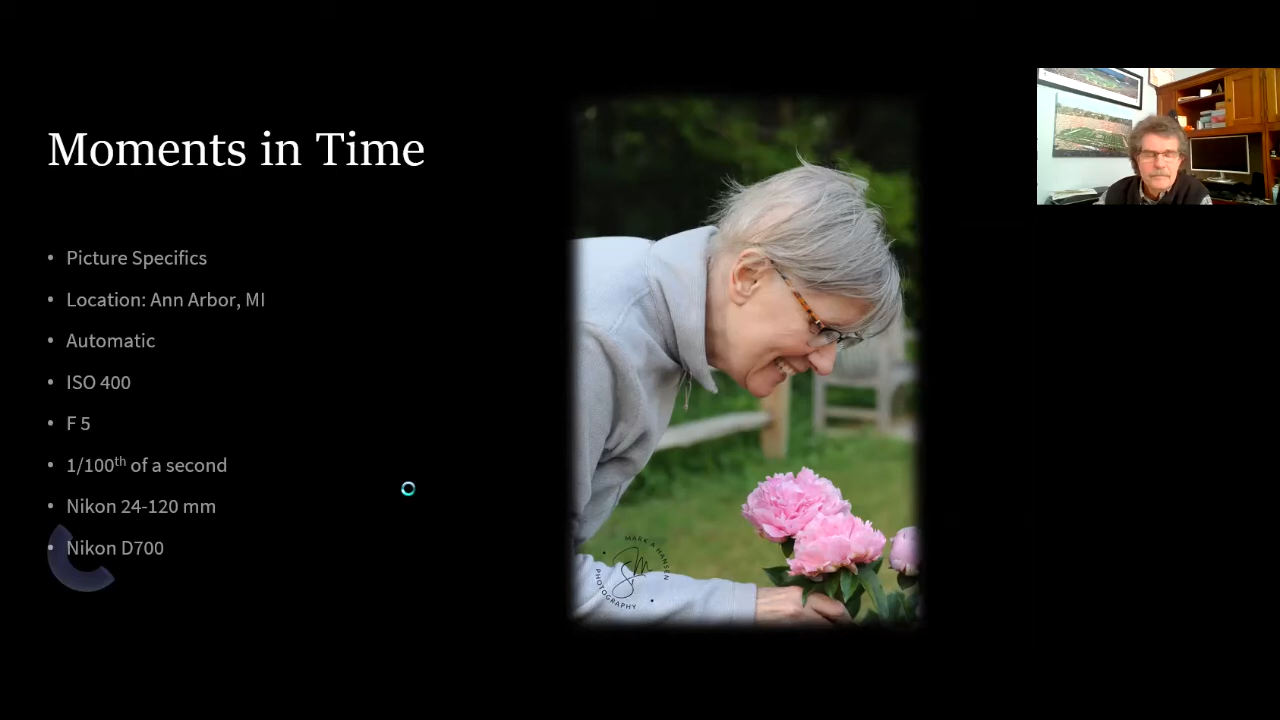 Moments in Time
• Picture Specifics
• Location: Ann Arbor, MI
• Automatic
• ISO 400
• F 5
• 1/100th of a second
• Nikon 24-120 mm
• Nikon D700
MARK A HANSEN
PHOTOGRAPHY